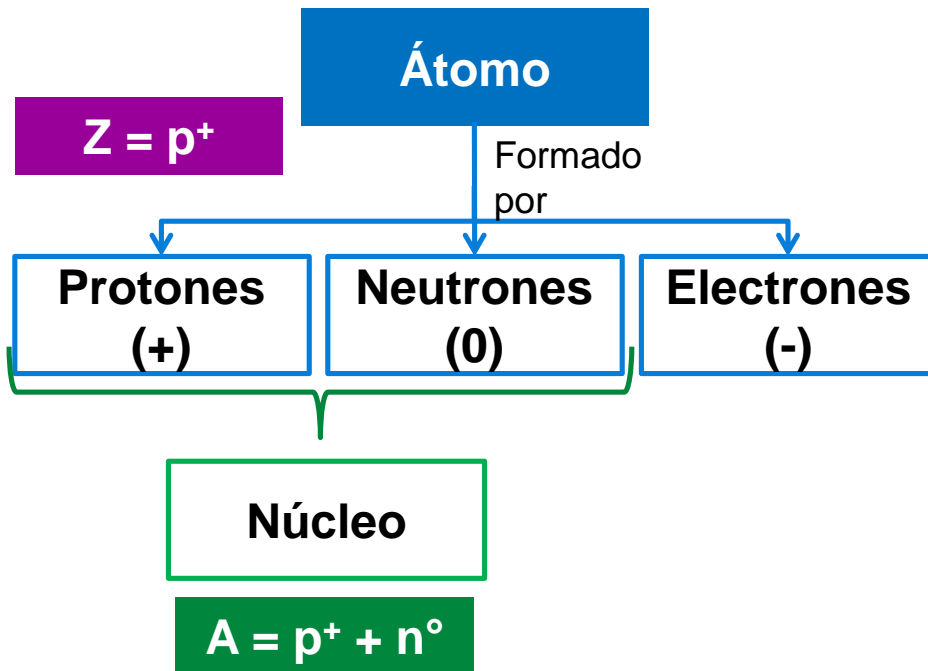 Átomo
Z = p⁺
Formado
por
Protones
(+)
Neutrones
(0)
Electrones
(-)
Núcleo
A = p⁺ + n°